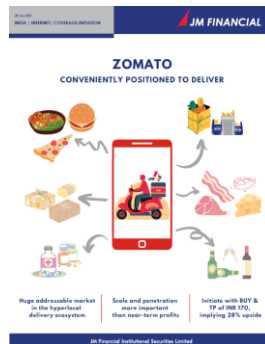 INDIA | INTERNET | COVERAGE INITIATION
JM FINANCIAL
ZOMATO
CONVENIENTLY POSITIONED TO DELIVER
Huge addressable market
in the hyperlocal
delivery ecosystem
Scale and penetration
more important
than near-term profits
Initiate with BUY &
TP of INR 170,
implying 28% upside
JM Financial Institutional Securities Limited